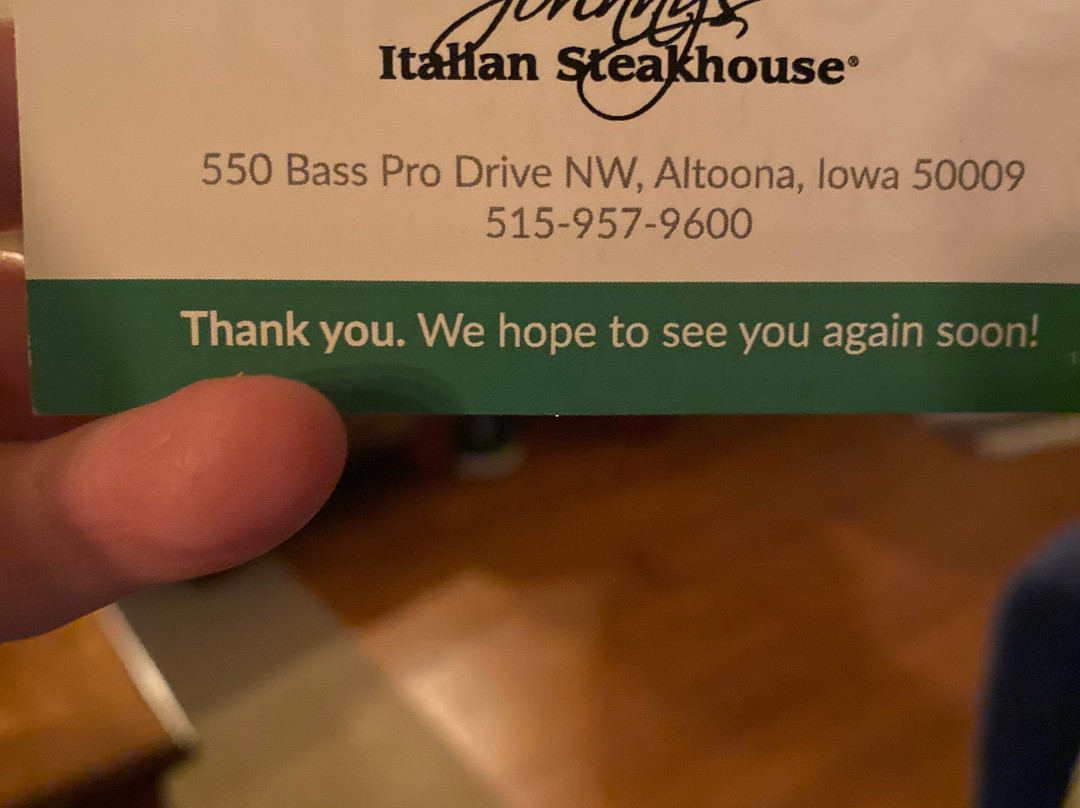 Johnny's
Italian Steakhouse®
550 Bass Pro Drive NW, Altoona, Iowa 50009
515-957-9600
Thank you. We hope to see you again soon!